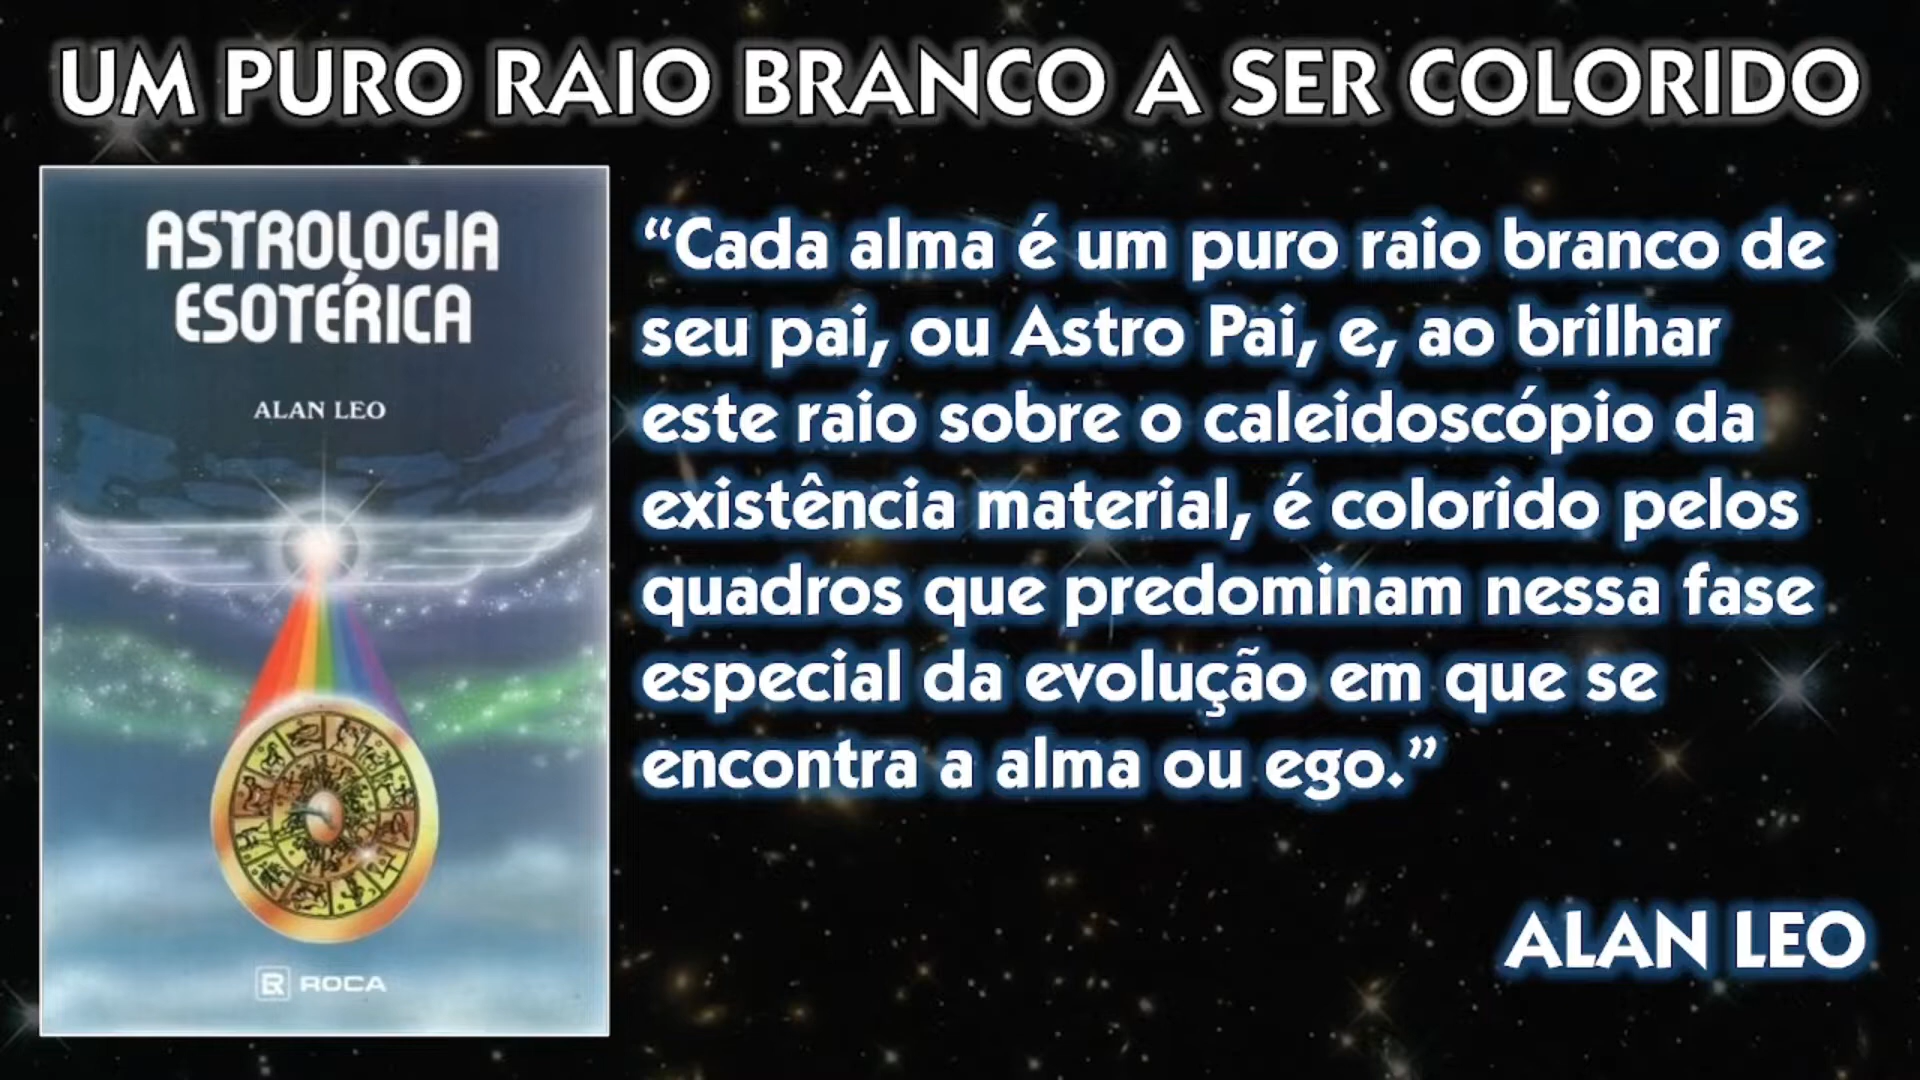 UM PURO RAIO BRANCO A SER COLORIDO
ASTROLOGIA
ESOTÉRICA
ALAN LEO
ROCA
“Cada alma é um puro raio branco de
seu pai, ou Astro Pai, e, ao brilhar
este raio sobre o caleidoscópio da
existência material, é colorido pelos
quadros que predominam nessa fase
especial da evolução em que se
encontra a alma ou ego.”
ALAN LEO